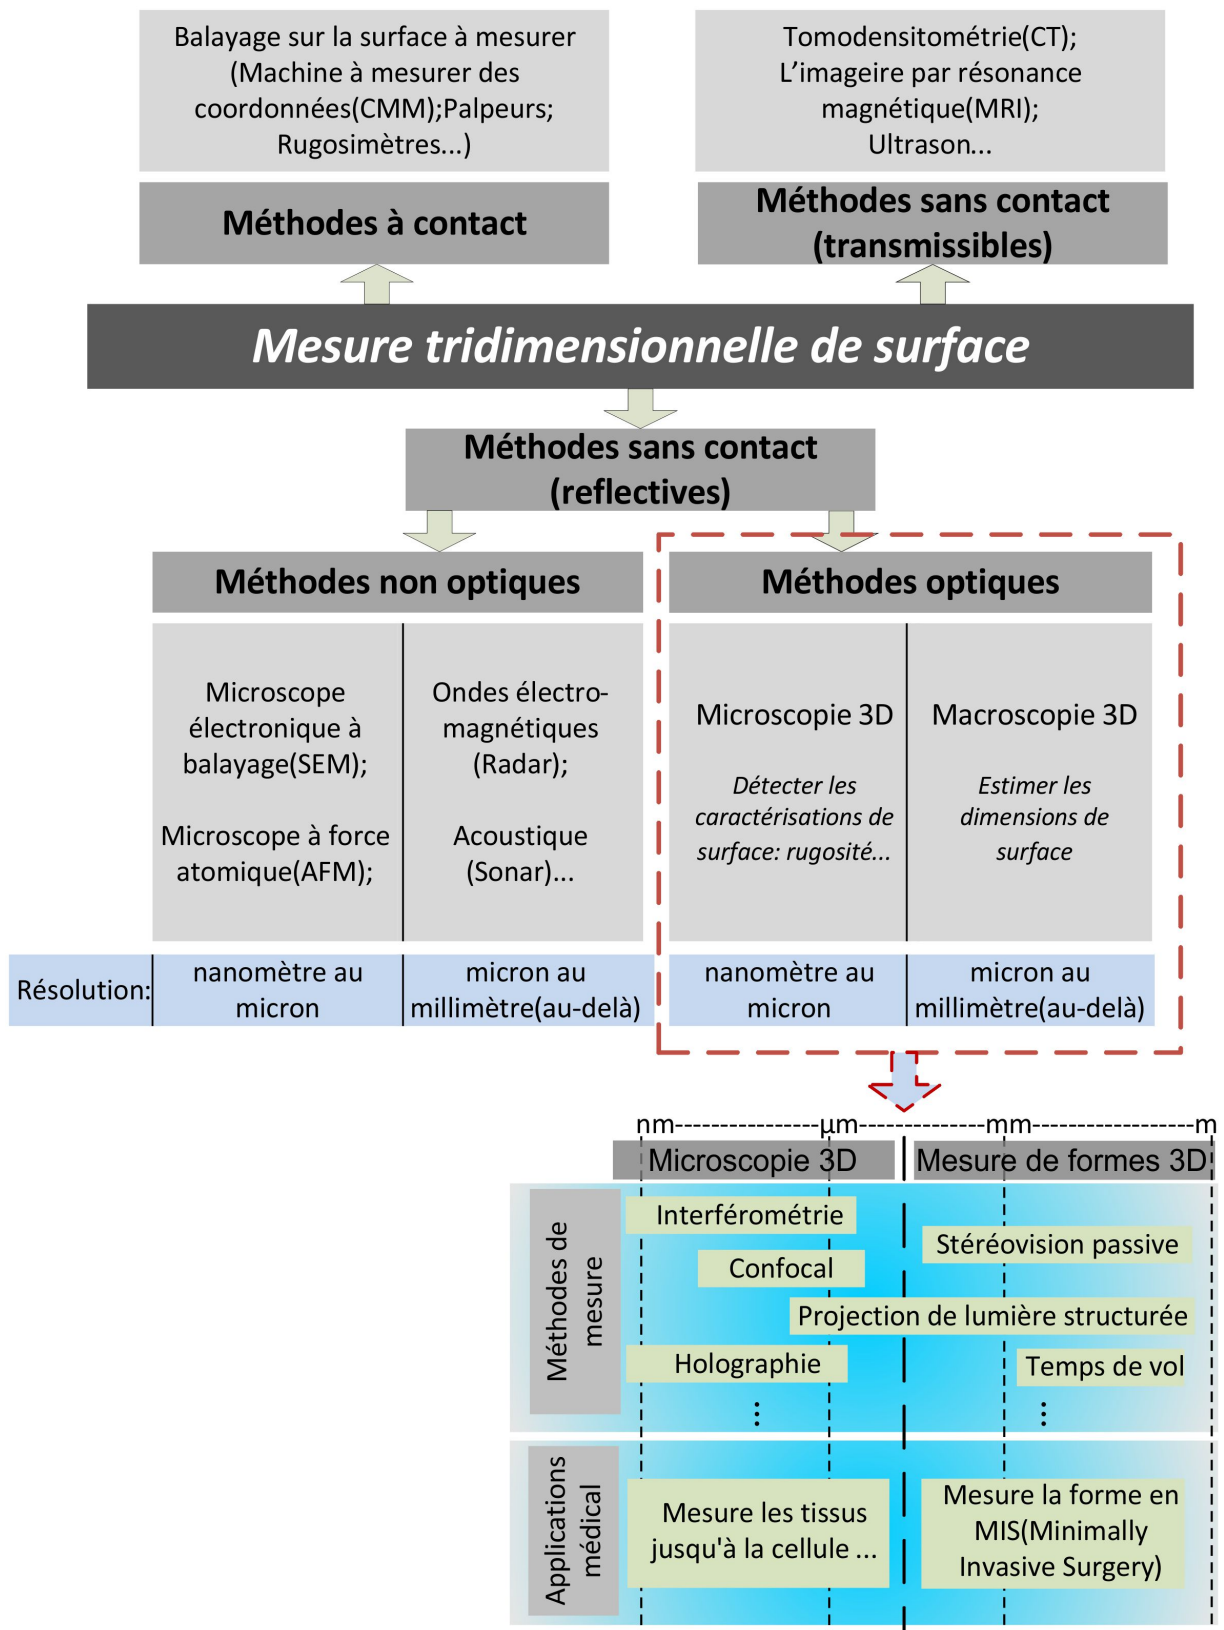 Balayage sur la surface à mesurer
(Machine à mesurer des
coordonnées(CMM);Palpeurs;
Rugosimètres...)
Tomodensitométrie(CT);
L’imageire par résonance
magnétique(MRI);
Ultrason...
Méthodes à contact
Méthodes sans contact
(transmissibles)
Mesure tridimensionnelle de surface
Méthodes sans contact
(reflectives)
Méthodes non optiques
Méthodes optiques
Microscope
électronique à
balayage(SEM);
Microscope à force
atomique(AFM);
Ondes électro-
magnétiques
(Radar);
Acoustique
(Sonar)...
Microscopie 3D
Détecter les
caractérisations de
surface: rugosité...
Macroscopie 3D
Estimer les
dimensions de
surface
Résolution:
nanomètre au
micron
micron au
millimètre(au-delà)
nanomètre au
micron
micron au
millimètre(au-delà)
nm----------------µm--------------mm------------------m
Microscopie 3D
Mesure de formes 3D
Méthodes de
mesure
Interférométrie
Stéréovision passive
Confocal
Projection de lumière structurée
Holographie
Temps de vol
...
...
Applications
médical
Mesure les tissus
jusqu'à la cellule ...
Mesure la forme en
MIS(Minimally
Invasive Surgery)